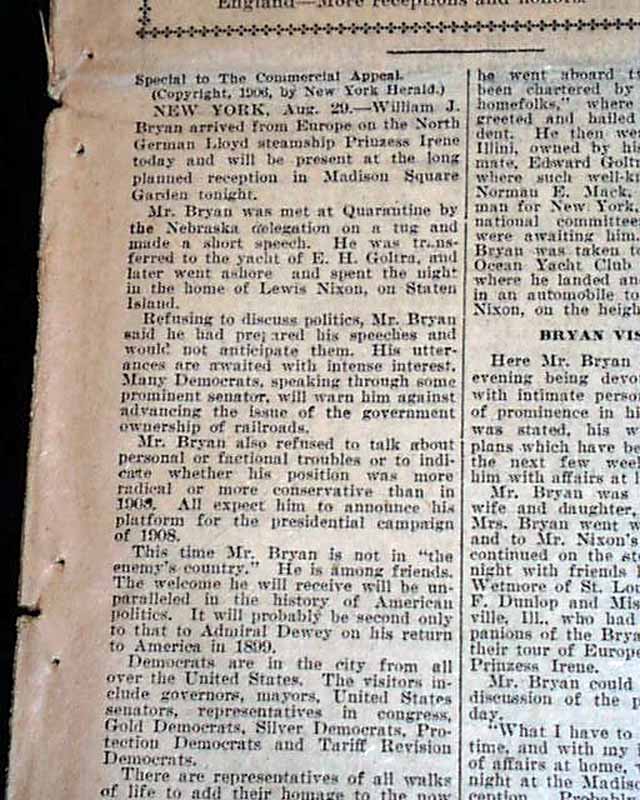 England—More receptions and honors.
Special to The Commercial Appeal.
(Copyright, 1906, by New York Herald.)
NEW YORK, Aug. 29.—William J.
Bryan arrived from Europe on the North
German Lloyd steamship Prinzess Irene
today and will be present at the long
planned reception in Madison Square
Garden tonight.
Mr. Bryan was met at Quarantine by
the Nebraska delegation on a tug and
made a short speech. He was trans-
ferred to the yacht of E. H. Goltra, and
later went ashore and spent the night
in the home of Lewis Nixon, on Staten
Island.
Refusing to discuss politics, Mr. Bryan
said he had prepared his speeches and
would not anticipate them. His utter-
ances are awaited with intense interest.
Many Democrats, speaking through some
prominent senator, will warn him against
advancing the issue of the government
ownership of railroads.
Mr. Bryan also refused to talk about
personal or factional troubles or to indi-
cate whether his position was more
radical or more conservative than in
All expect him to announce his
platform for the presidential campaign
of 1908.
This time Mr. Bryan is not in "the
enemy's country." He is among friends.
The welcome he will receive will be un-
paralleled in the history of American
politics. It will probably be second only
to that to Admiral Dewey on his return
to America in 1899.
Democrats are in the city from all
over the United States. The visitors in-
clude governors, mayors, United States
senators, representatives in congress,
Gold Democrats, Silver Democrats, Pro-
tection Democrats and Tariff Revision
Democrats.
There are representatives of all walks
of life to add their homage to the now
he went aboard t
been chartered by
homefolks," where
greeted and hailed
dent. He then we
Illini, owned by his
mate, Edward Goltr
where such well-k
Norman E. Mack,
man for New York,
national committee
were awaiting him.
Bryan was taken to
Ocean Yacht Club
where he landed an
in an automobile to
Nixon, on the heigh
BRYAN VIS
Here Mr. Bryan
evening being devo
with intimate perso
of prominence in hi
was stated, his w
plans which have be
the next few week
him with affairs at h
Mr. Bryan was
wife and daughter,
Mrs. Bryan went w
and to Mr. Nixon's
continued on the ste
night with friends
Wetmore of St. Lou
F. Dunlop and Mis
ville, Ill., who had
panions of the Brya
their tour of Europe
Prinzess Irene.
Mr. Bryan could
discussion of the p
day.
"What I have to
time, and with my
of affairs at home, w
night at the Madiso
ception. Probably